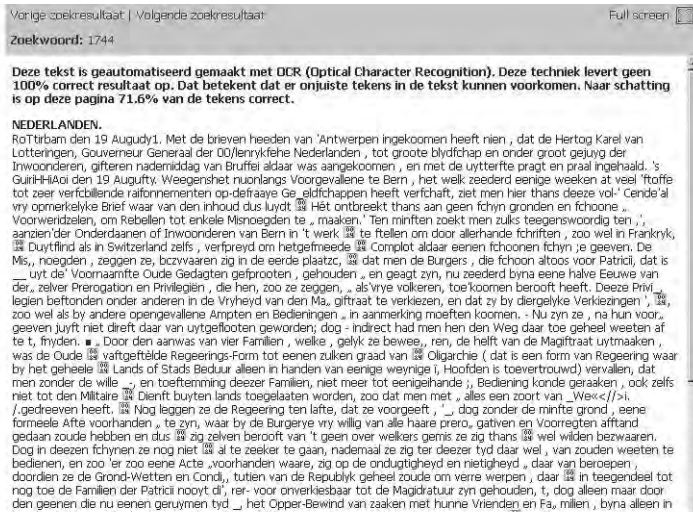 Vorige zoekresultaat | Volgende zoekresultaat
Full screen
Zoekwoord: 1744
Deze tekst is geautomatiseerd gemaakt met OCR (Optical Character Recognition). Deze techniek levert geen
100% correct resultaat op. Dat betekent dat er onjuiste tekens in de tekst kunnen voorkomen. Naar schatting
is op deze pagina 71.6% van de tekens correct.
NEDERLANDEN.
RoTtirbam den 19 Augudy1. Met de brieven heeden van 'Antwerpen ingekoomen heeft nien , dat de Hertog Karel van
Lotteringen, Gouverneur Generaal der 00/lenrykfehe Nederlanden , tot groote blydfchap en onder groot gejuyg der
Inwoonderen, gifteren nademiddag van Bruffei aldaar was aangekoomen , en met de uytterfte pragt en praal ingehaald. 's
GuriHHiAoi den 19 Augufty. Weegenshet nuonlangs Voorgevallene te Bern , het welk zeederd eenige weeken at veel 'ftoffe
tot zeer verfcbillende raifonnementen op-defraaye Ge_eldtfchappen heeft verfchaft, ziet men hier thans deeze vol-' Cende'al
vry opmerkelyke Brief waar van den inhoud dus luydt Hét ontbreekt thans aan geen fchyn gronden en fchoone „
Voorweridzelen, om Rebellen tot enkele Misnoegden te „ maaken.' Ten minften zoekt men zulks teegenswoordig ten ,',
aanzien'der Onderdaanen of Inwoonderen van Bern in 't werk te ftellen om door allerhande fchriften , zoo wel in Frankryk,
Duytflind als in Switzerland zelfs , verfpreyd om hetgefmeede Complot aldaar eenen fchoonen fchyn ;e geeven. De
Mis,, noegden , zeggen ze, bczvvaaren zig in de eerde plaatzc, dat men de Burgers , die fchoon altoos voor Patricii, dat is
__ uyt de' Voornaamfte Oude Gedagten gefprooten , gehouden „ en geagt zyn, nu zeederd byna eene halve Eeuwe van
der„ zelver Prerogation en Privilegiën , die hen, zoo ze zeggen, „ als'vrye volkeren, toe'koomen berooft heeft. Deeze Privi_,
legien beftonden onder anderen in de Vryheyd van den Ma„ giftraat te verkiezen, en dat zy by diergelyke Verkiezingen ',
zoo wel als by andere opengevallene Ampten en Bedieningen „ in aanmerking moeften koomen. - Nu zyn ze , na hun voor„
geeven juyft niet direft daar van uytgeflooten geworden; dog - indirect had men hen den Weg daar toe geheel weeten af
te t, fnyden. ■ „ Door den aanwas van vier Familien , welke , gelyk ze bewee,, ren, de helft van de Magiftraat uytmaaken ,
was de Oude vaftgeftèlde Regeerings-Form tot eenen zulken graad van Oligarchie ( dat is een form van Regeering waar
by het geheele Lands of Stads Beduur alleen in handen van eenige weynige ï, Hoofden is toevertrouwd) vervallen, dat
men zonder de wille _-, en toeftemming deezer Familien, niet meer tot eenigeihande ;, Bediening konde geraaken , ook zelfs
niet tot den Militaire Dienft buyten lands toegelaaten worden, zoo dat men met „ alles een zoort van _We«<//>i.
/.gedreeven heeft. Nog leggen ze de Regeering ten lafte, dat ze voorgeeft , '_, dog zonder de minfte grond , eene
formeele Afte voorhanden „ te zyn, waar by de Burgerye vry willig van alle haare prero„ gativen en Voorregten afftand
gedaan zoude hebben en dus zig zelven berooft van 't geen over welkers gemis ze zig thans wel wilden bezwaaren.
Dog in deezen fchynen ze nog niet al te zeeker te gaan, nademaal ze zig ter deezer tyd daar wel , van zouden weeten te
bedienen, en zoo 'er zoo eene Acte „voorhanden waare, zig op de ondugtigheyd en nietigheyd „ daar van beroepen ,
doordien ze de Grond-Wetten en Condi,, tutien van de Republyk geheel zoude om verre werpen , daar in teegendeel tot
nog toe de Familien der Patricii nooyt di', rer- voor onverkiesbaar tot de Magidratuur zyn gehouden, t, dog alleen maar door
den geenen die nu eenen geruymen tyd _, het Opper-Bewind van zaaken met hunne Vrienden en Fa„ milien , byna alleen in